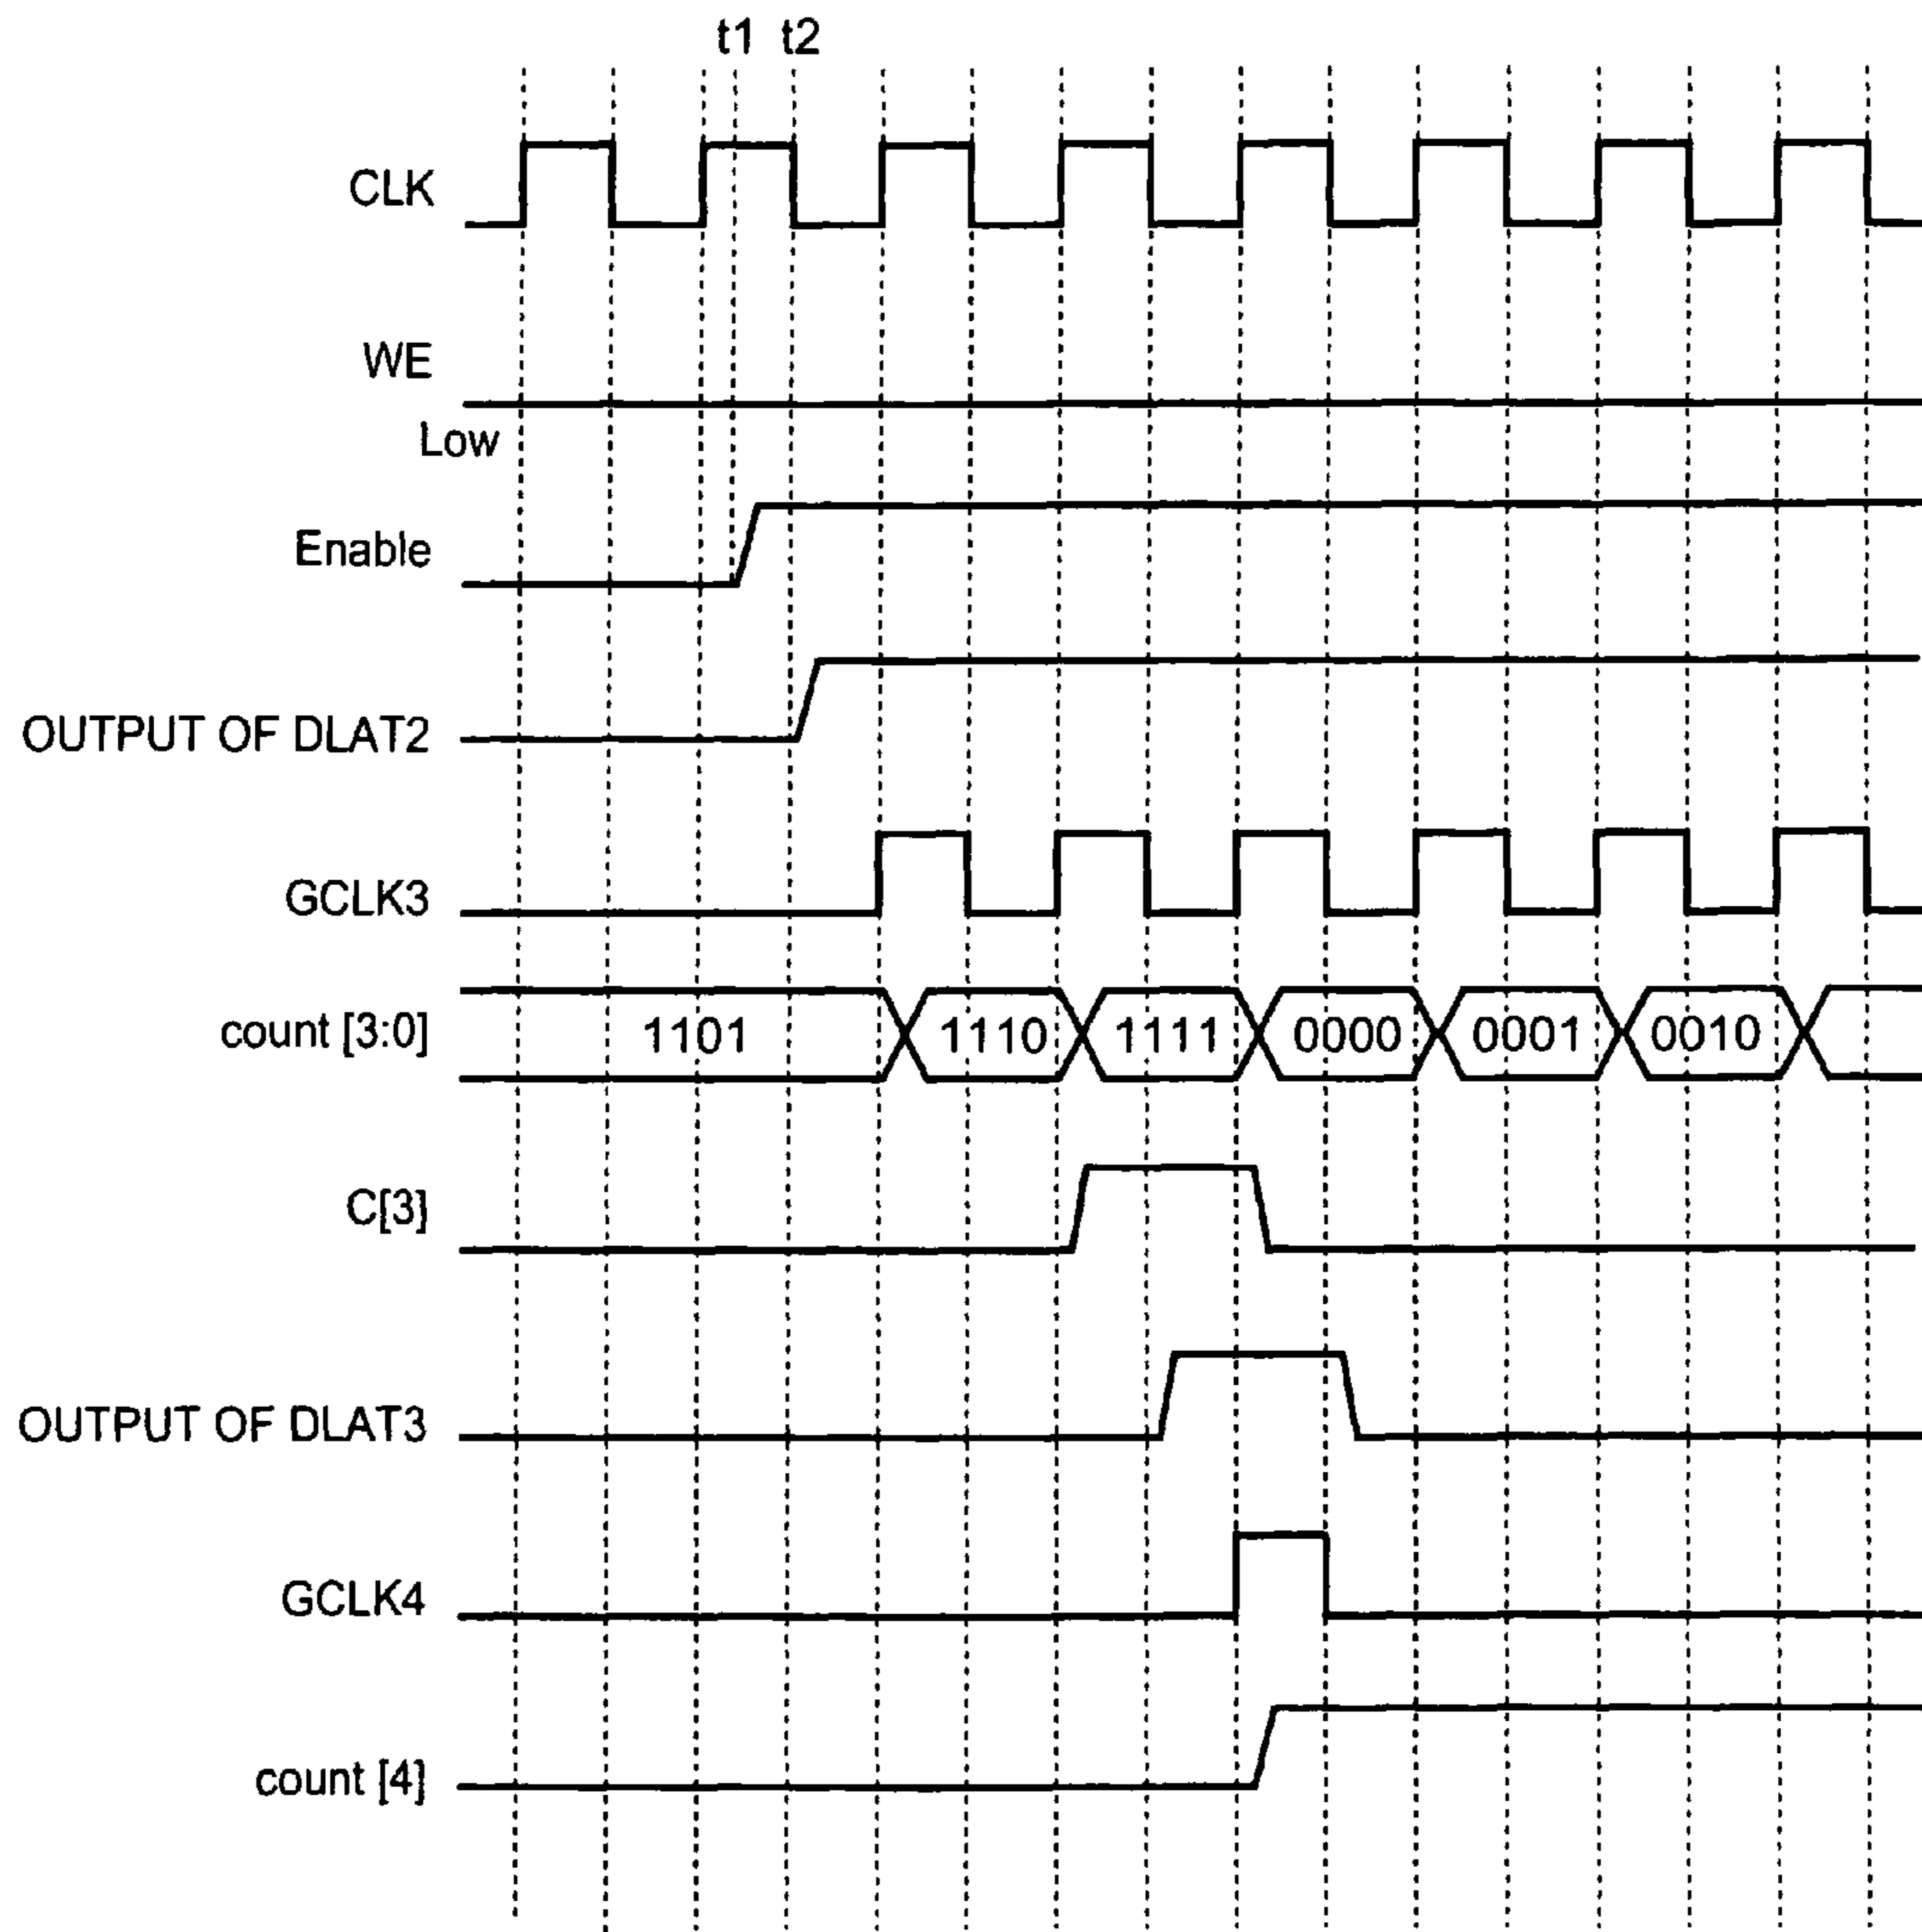 t1 t2
CLK
WE
Low
Enable
OUTPUT OF DLAT2
GCLK3
count [3:0] 1101 1110 1111 0000 0001 0010
C[3]
OUTPUT OF DLAT3
GCLK4
count [4]